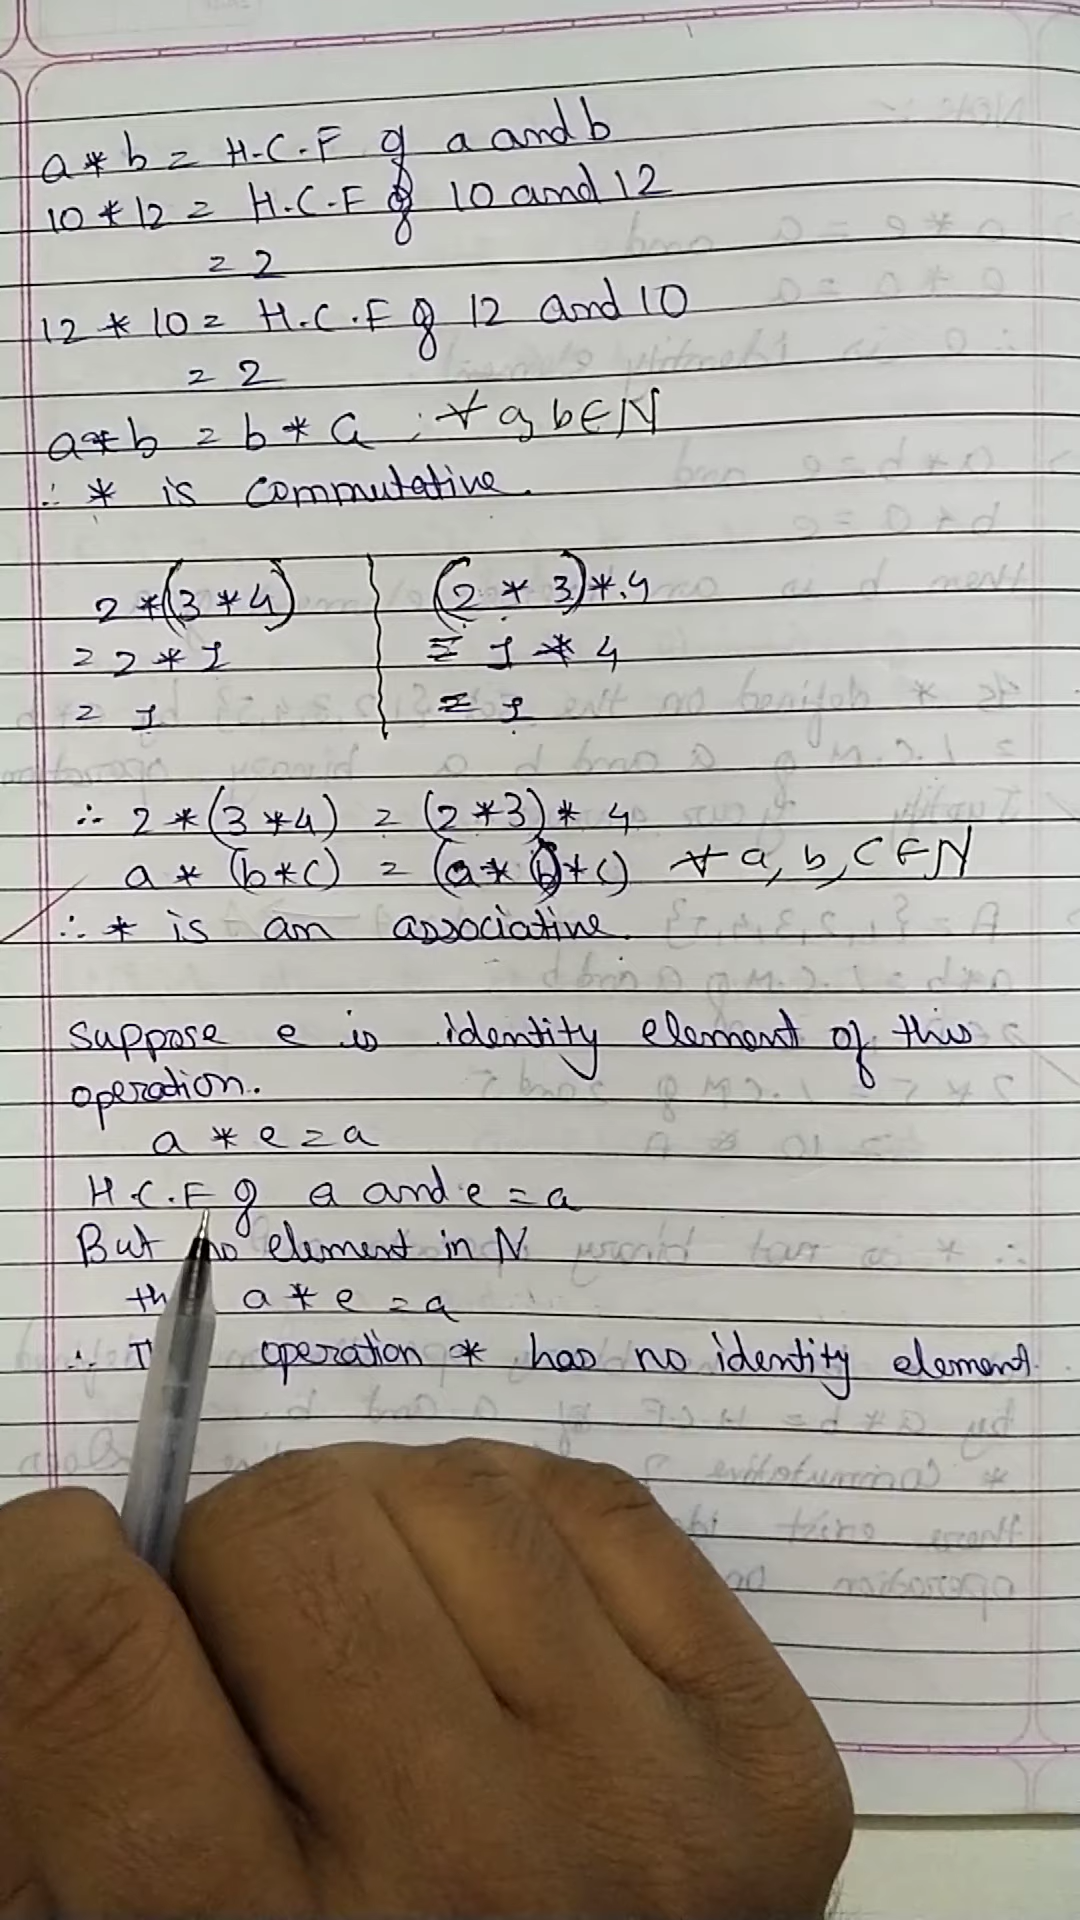 a * b = H.C.F of a and b
10 * 12 = H.C.F of 10 and 12
= 2
12 * 10 = H.C.F of 12 and 10
= 2
a * b = b * a ; ∀ a, b ∈ N
∴ * is commutative.
2 * (3 * 4) (2 * 3) * 4
= 2 * 1 = 1 * 4
= 1 = 1
∴ 2 * (3 * 4) = (2 * 3) * 4
a * (b * c) = (a * b) * c) ∀ a, b, c ∈ N
∴ * is an associative.
Suppose e is identity element of this
operation.
a * e = a
H.C.F of a and e = a
But no element in N
th a * e = a
∴ T operation * has no identity element.